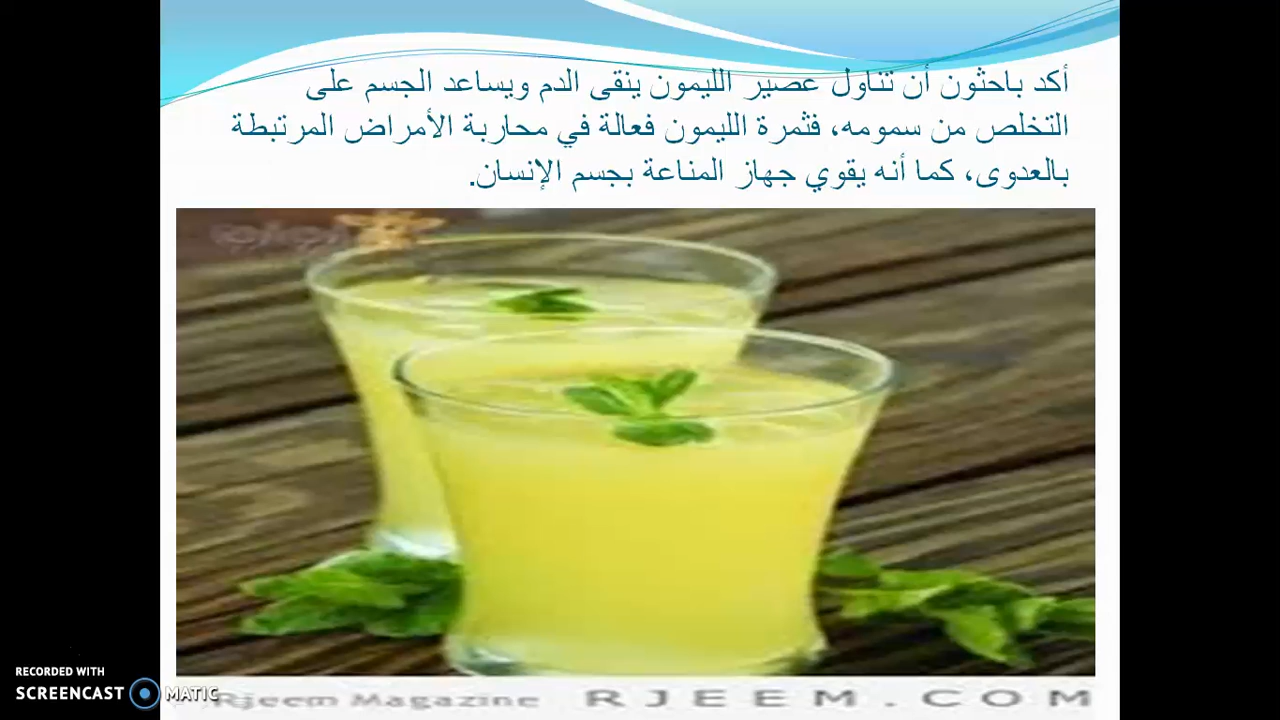 أكد باحثون أن تناول عصير الليمون ينقى الدم ويساعد الجسم على
التخلص من سمومه، فثمرة الليمون فعالة في محاربة الأمراض المرتبطة
بالعدوى، كما أنه يقوي جهاز المناعة بجسم الإنسان.
Rjeem Magazine RJEEM.COM
RECORDED WITH
SCREENCAST MATIC